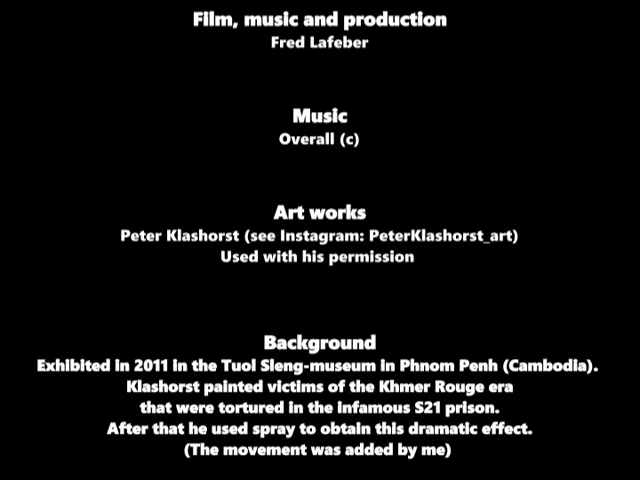 Film, music and production
Fred Lafeber
Music
Overall (c)
Art works
Peter Klashorst (see Instagram: PeterKlashorst_art)
Used with his permission
Background
Exhibited in 2011 in the Tuol Sleng-museum in Phnom Penh (Cambodia).
Klashorst painted victims of the Khmer Rouge era
that were tortured in the infamous S21 prison.
After that he used spray to obtain this dramatic effect.
(The movement was added by me)